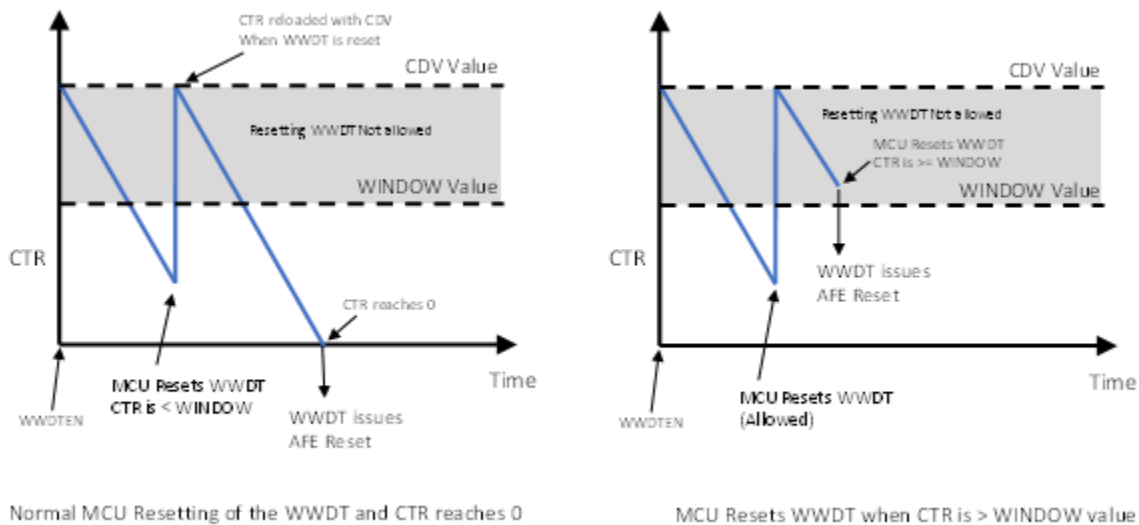 CTR reloaded with CDV
When WWDT is reset
CDV Value
Resetting WWDT Not allowed
WINDOW Value
CTR
CTR reaches 0
Time
MCU Resets WWDT
CTR is < WINDOW
WWDTEN
WWDT issues
AFE Reset
Normal MCU Resetting of the WWDT and CTR reaches 0
CDV Value
Resetting WWDT Not allowed
MCU Resets WWDT
CTR is >= WINDOW
WINDOW Value
CTR
WWDT issues
AFE Reset
Time
MCU Resets WWDT
(Allowed)
WWDTEN
MCU Resets WWDT when CTR is > WINDOW value